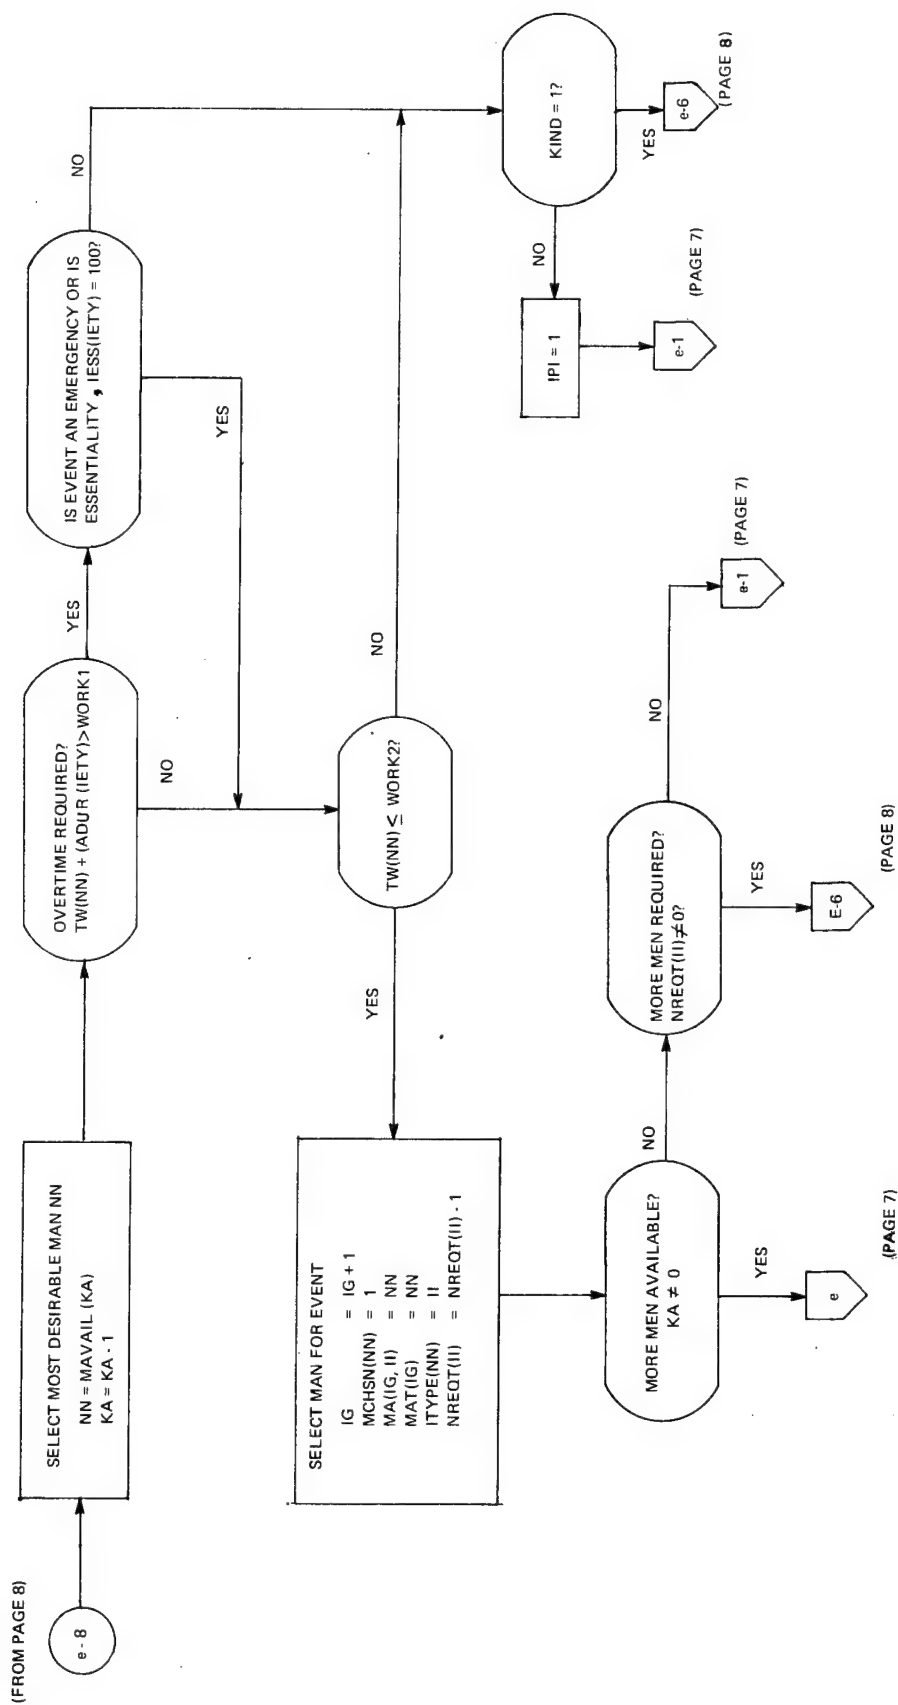 (FROM PAGE 8)
e - 8
SELECT MOST DESIRABLE MAN NN
NN = MAVAIL (KA)
KA = KA - 1
OVERTIME REQUIRED?
TW(NN) + (ADUR (IETY)>WORK1
YES
NO
IS EVENT AN EMERGENCY OR IS
ESSENTIALITY, IESS(IETY) = 100?
NO
YES
TW(NN) ≤ WORK2?
NO
YES
KIND = 1?
NO
YES
e-6
(PAGE 8)
IPI = 1
e-1
(PAGE 7)
SELECT MAN FOR EVENT
IG = IG + 1
MCHSN(NN) = 1
MA(IG, II) = NN
MAT(IG) = NN
ITYPE(NN) = II
NREQT(II) = NREQT(II) - 1
MORE MEN AVAILABLE?
KA ≠ 0
NO
YES
e
(PAGE 7)
MORE MEN REQUIRED?
NREQT(II)≠0?
NO
YES
E-6
(PAGE 8)
e-1
(PAGE 7)